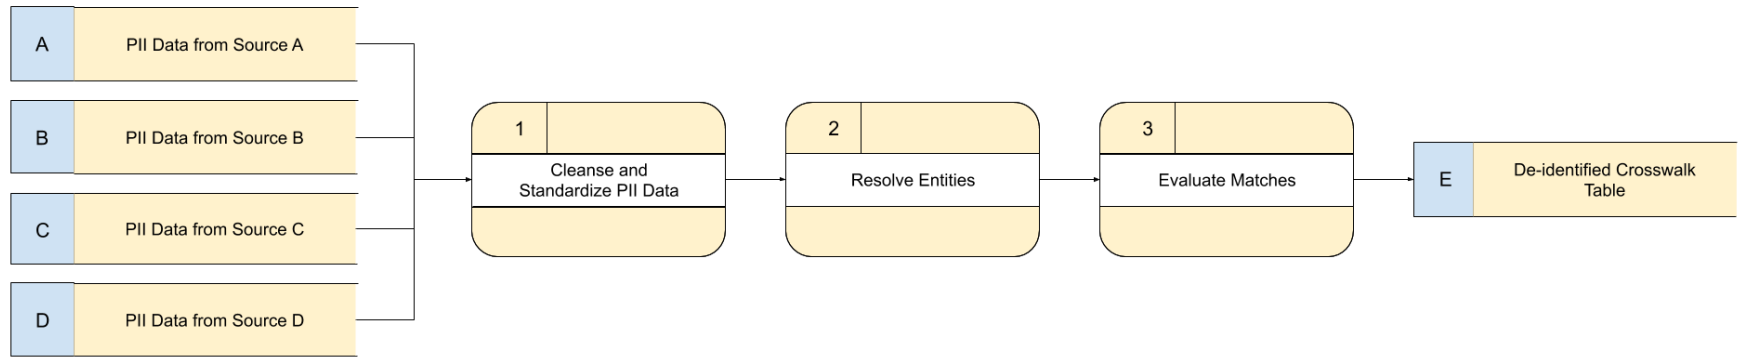 A
PII Data from Source A
B
PII Data from Source B
C
PII Data from Source C
D
PII Data from Source D
1
Cleanse and
Standardize PII Data
2
Resolve Entities
3
Evaluate Matches
E
De-identified Crosswalk
Table